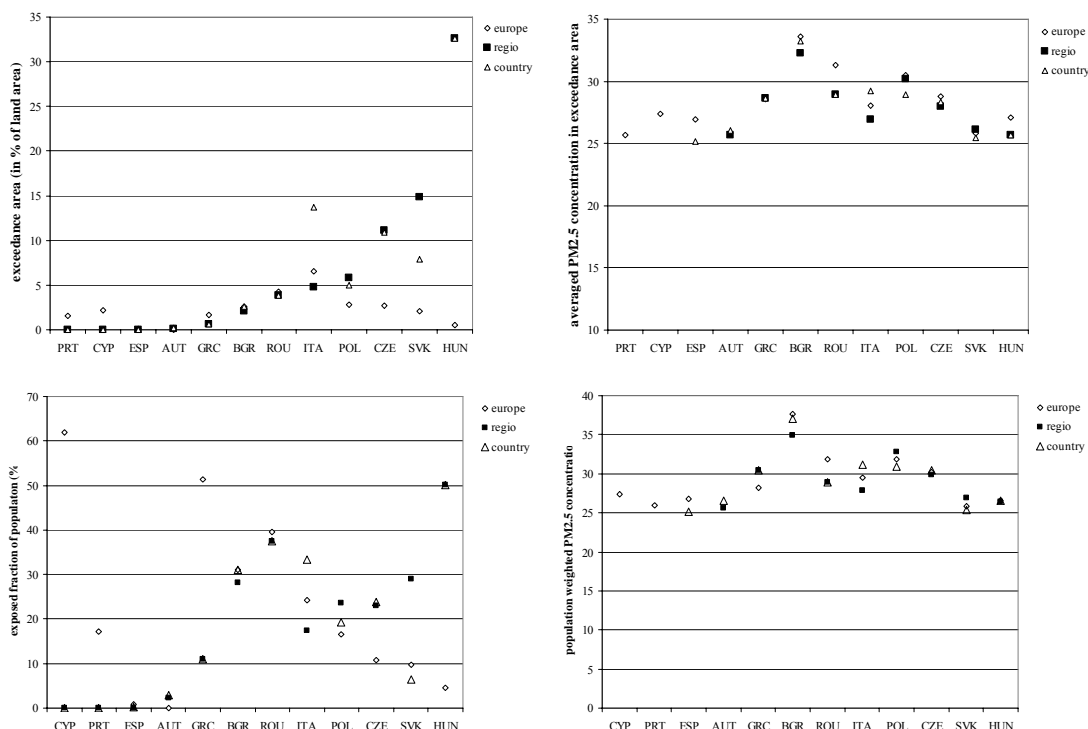 exceedance area (in % of land area)
35
30
25
20
15
10
5
0
PRT CYP ESP AUT GRC BGR ROU ITA POL CZE SVK HUN
europe
regio
country
averaged PM2.5 concentration in exceedance area
35
30
25
20
15
10
PRT CYP ESP AUT GRC BGR ROU ITA POL CZE SVK HUN
europe
regio
country
exposed fraction of populaton (%
70
60
50
40
30
20
10
0
CYP PRT ESP AUT GRC BGR ROU ITA POL CZE SVK HUN
europe
regio
country
population weighted PM2.5 concentratio
40
35
30
25
20
15
10
5
0
CYP PRT ESP AUT GRC BGR ROU ITA POL CZE SVK HUN
europe
regio
country